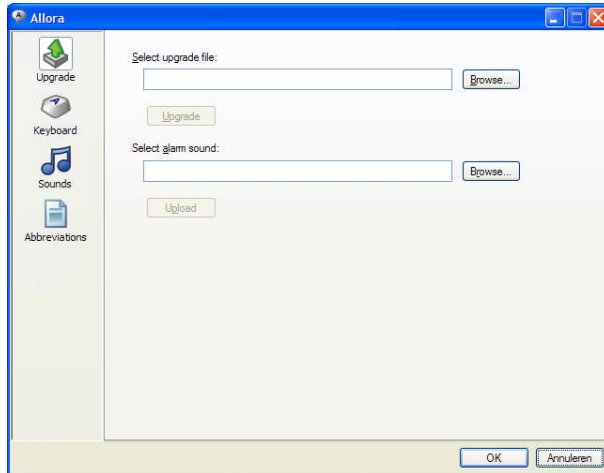 Allora
Upgrade
Keyboard
Sounds
Abbreviations
Select upgrade file:
Browse...
Upgrade
Select alarm sound:
Browse...
Upload
OK
Annuleren